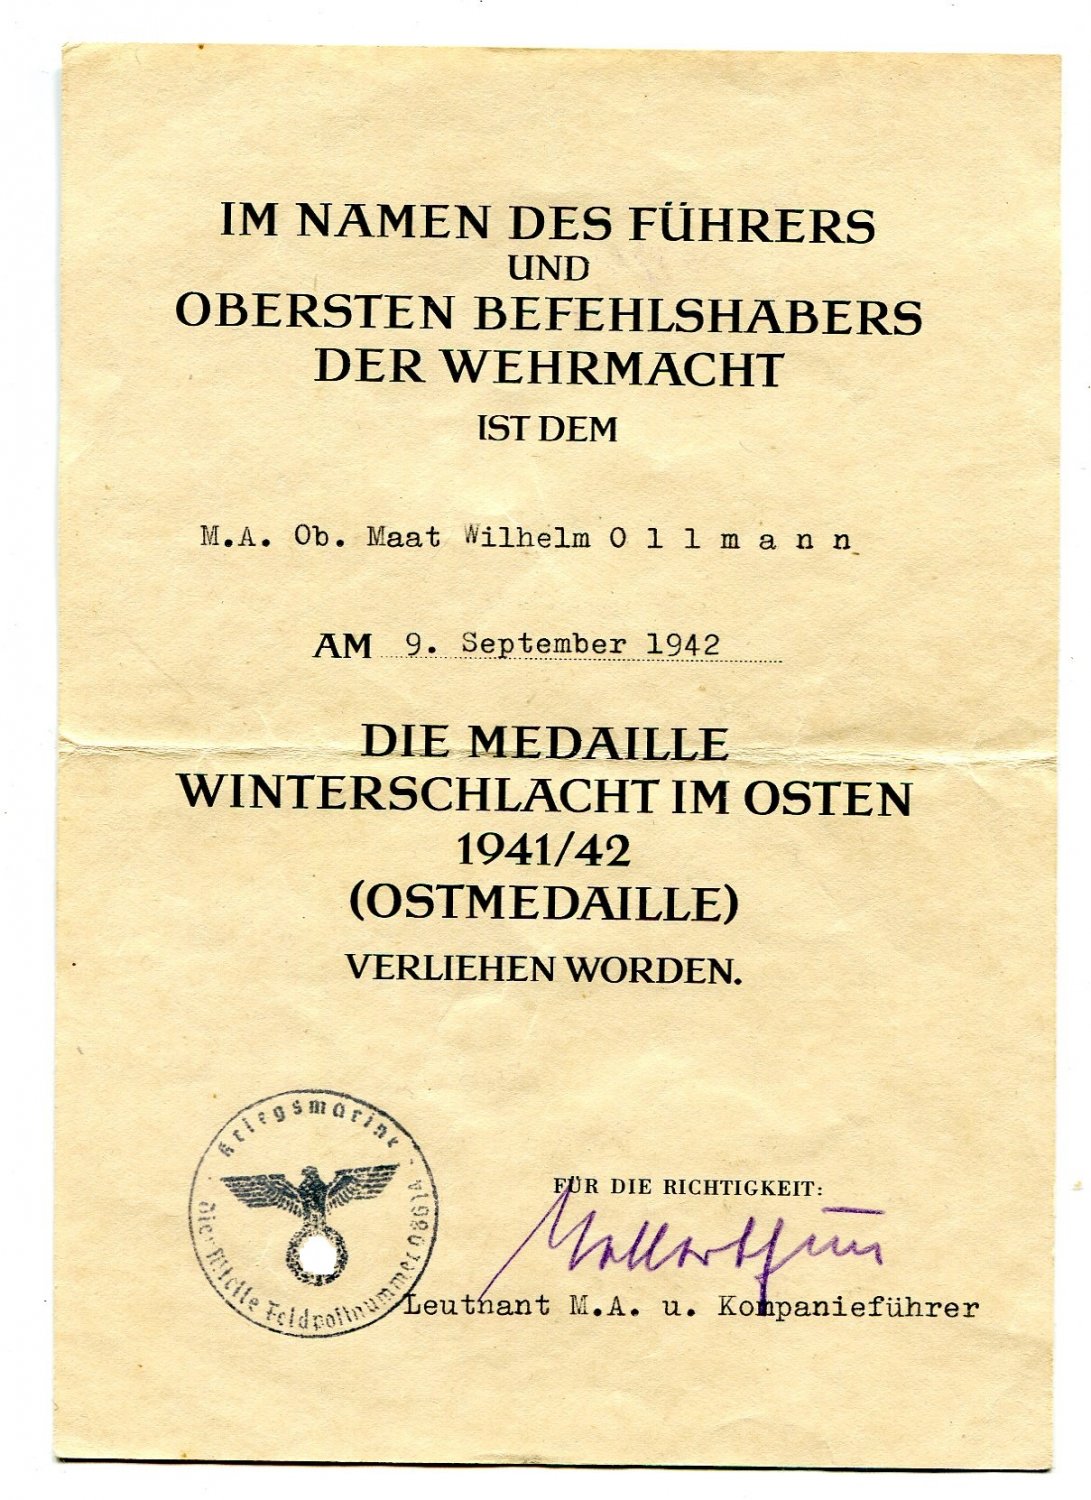 IM NAMEN DES FÜHRERS
UND
OBERSTEN BEFEHLSHABERS
DER WEHRMACHT
IST DEM
M.A. Ob. Maat Wilhelm O l l m a n n
AM 9. September 1942
DIE MEDAILLE
WINTERSCHLACHT IM OSTEN
1941/42
(OSTMEDAILLE)
VERLIEHEN WORDEN.
Kriegsmarine
Feldpostnummer
FÜR DIE RICHTIGKEIT:
Leutnant M.A. u. Kompanieführer